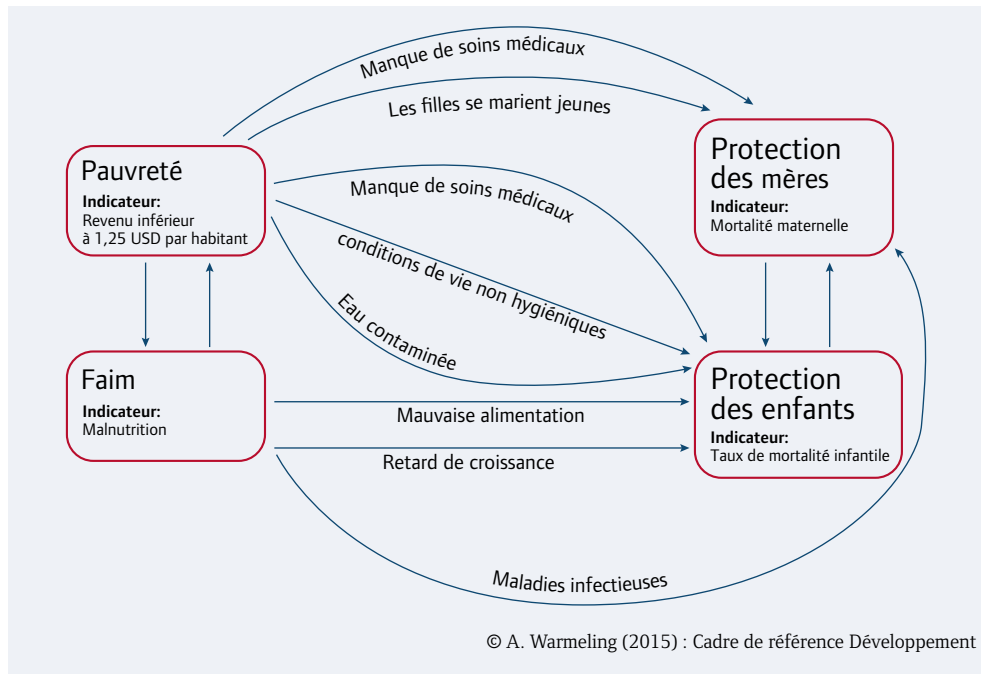 Manque de soins médicaux
Les filles se marient jeunes
Pauvreté
Indicateur:
Revenu inférieur
à 1,25 USD par habitant
Manque de soins médicaux
Protection
des mères
Indicateur:
Mortalité maternelle
conditions de vie non hygiéniques
Eau contaminée
Faim
Indicateur:
Malnutrition
Mauvaise alimentation
Retard de croissance
Protection
des enfants
Indicateur:
Taux de mortalité infantile
Maladies infectieuses
© A. Warmeling (2015) : Cadre de référence Développement